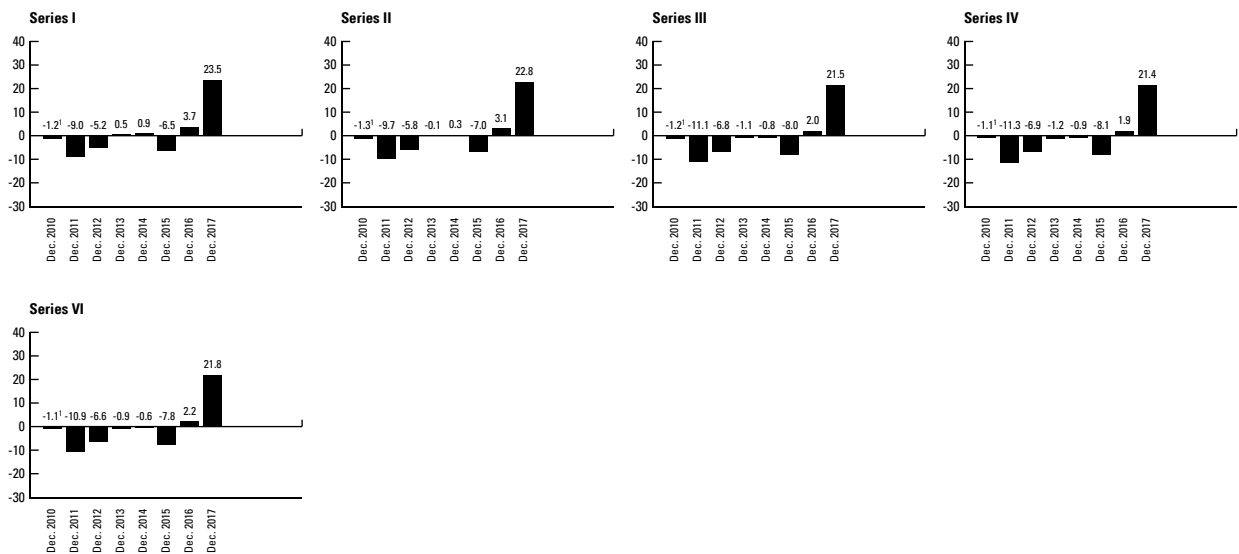 Series I
40
30
20
10
0
-10
-20
-30
-1.2¹ -9.0 -5.2 0.5 0.9 -6.5 3.7 23.5
Dec. 2010
Dec. 2011
Dec. 2012
Dec. 2013
Dec. 2014
Dec. 2015
Dec. 2016
Dec. 2017
Series II
40
30
20
10
0
-10
-20
-30
-1.3¹ -9.7 -5.8 -0.1 0.3 -7.0 3.1 22.8
Dec. 2010
Dec. 2011
Dec. 2012
Dec. 2013
Dec. 2014
Dec. 2015
Dec. 2016
Dec. 2017
Series III
40
30
20
10
0
-10
-20
-30
-1.2¹ -11.1 -6.8 -1.1 -0.8 -8.0 2.0 21.5
Dec. 2010
Dec. 2011
Dec. 2012
Dec. 2013
Dec. 2014
Dec. 2015
Dec. 2016
Dec. 2017
Series IV
40
30
20
10
0
-10
-20
-30
-1.1¹ -11.3 -6.9 -1.2 -0.9 -8.1 1.9 21.4
Dec. 2010
Dec. 2011
Dec. 2012
Dec. 2013
Dec. 2014
Dec. 2015
Dec. 2016
Dec. 2017
Series VI
40
30
20
10
0
-10
-20
-30
-1.1¹ -10.9 -6.6 -0.9 -0.6 -7.8 2.2 21.8
Dec. 2010
Dec. 2011
Dec. 2012
Dec. 2013
Dec. 2014
Dec. 2015
Dec. 2016
Dec. 2017